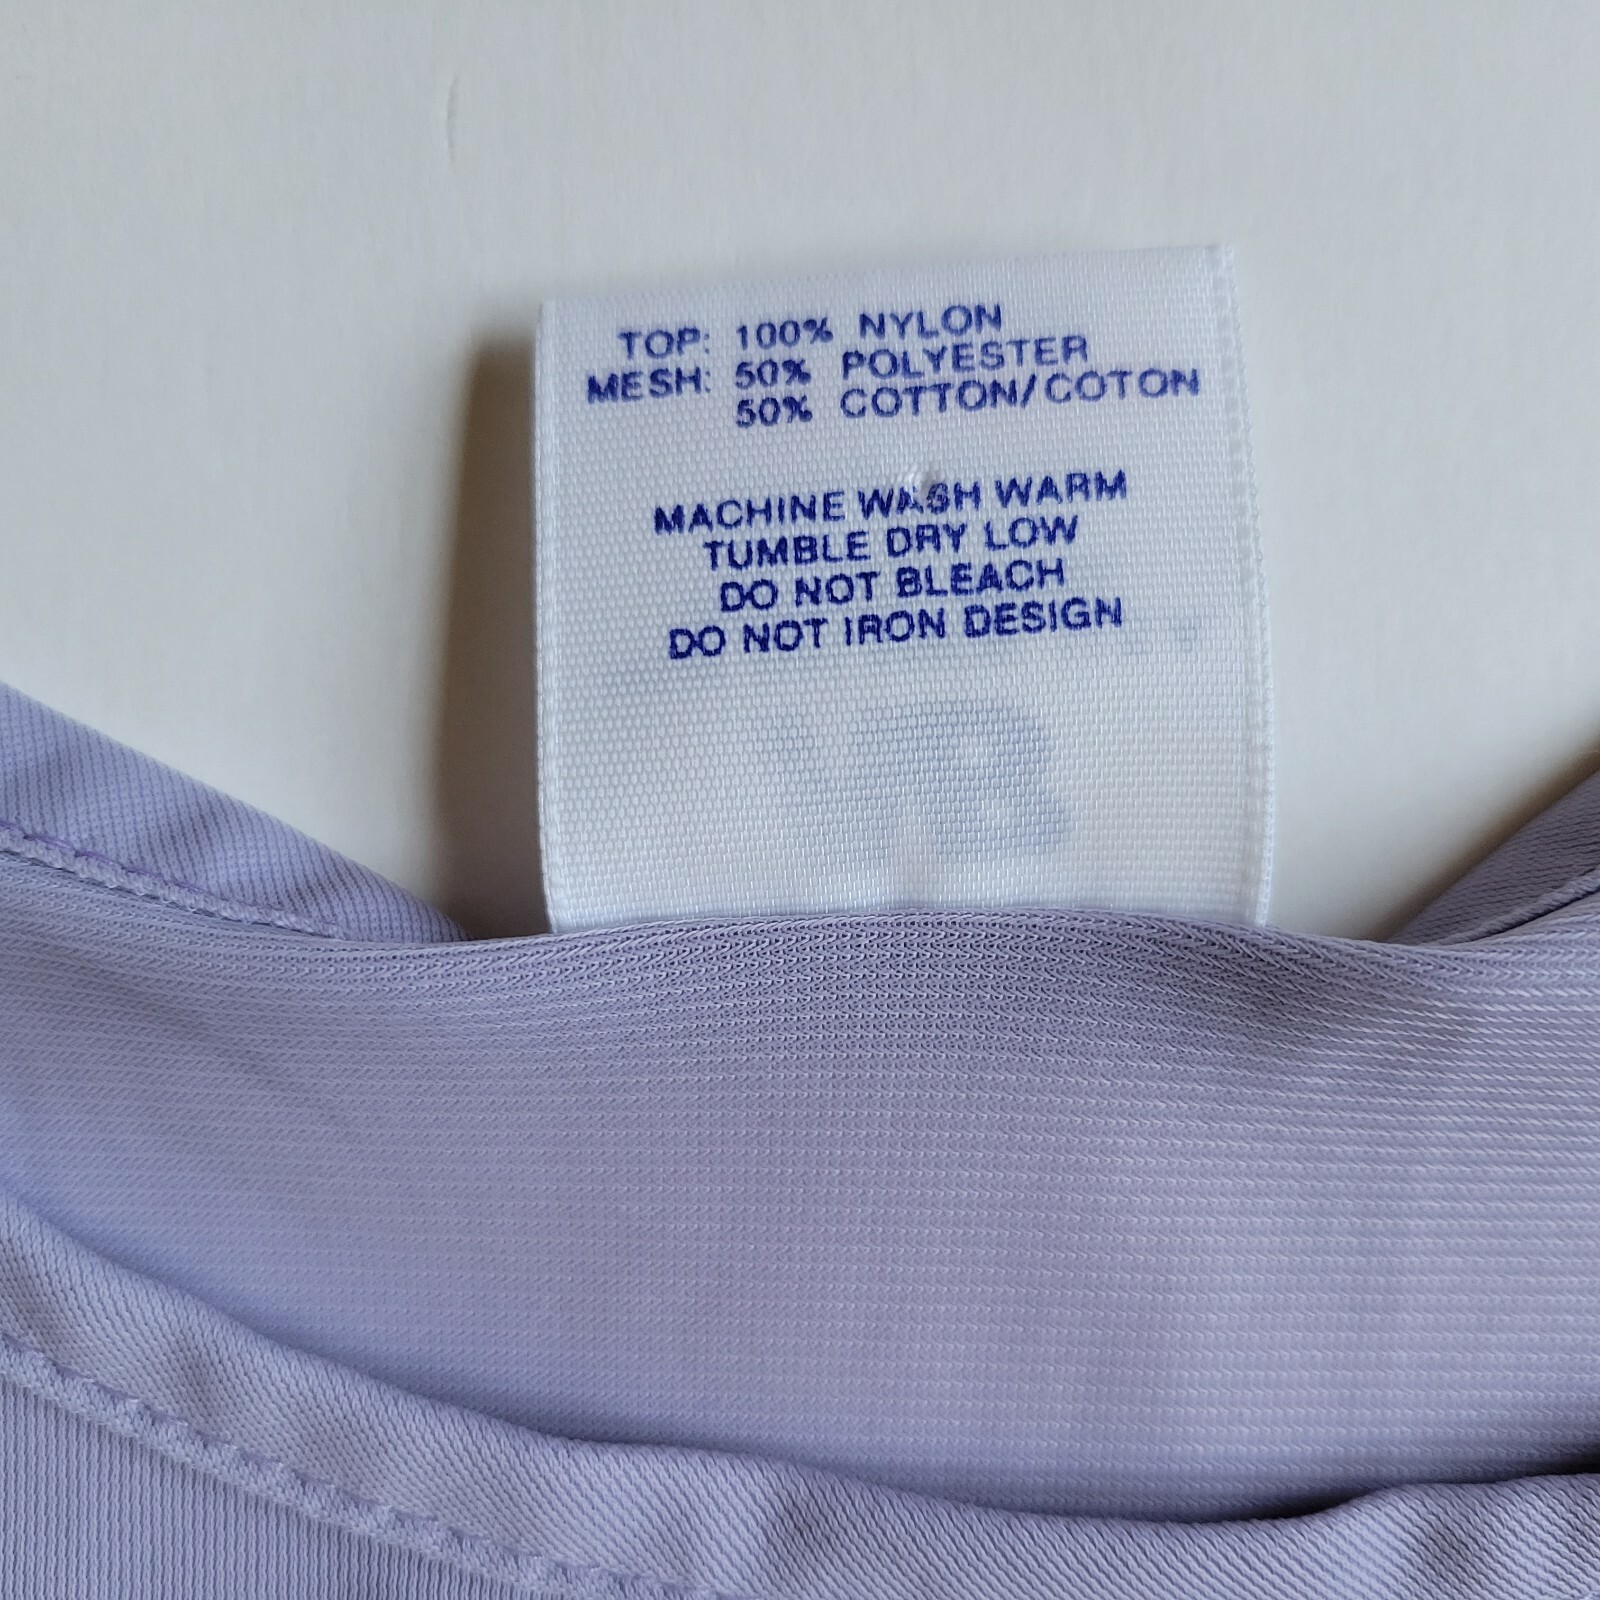 TOP: 100% NYLON
MESH: 50% POLYESTER
50% COTTON/COTON
MACHINE WASH WARM
TUMBLE DRY LOW
DO NOT BLEACH
DO NOT IRON DESIGN